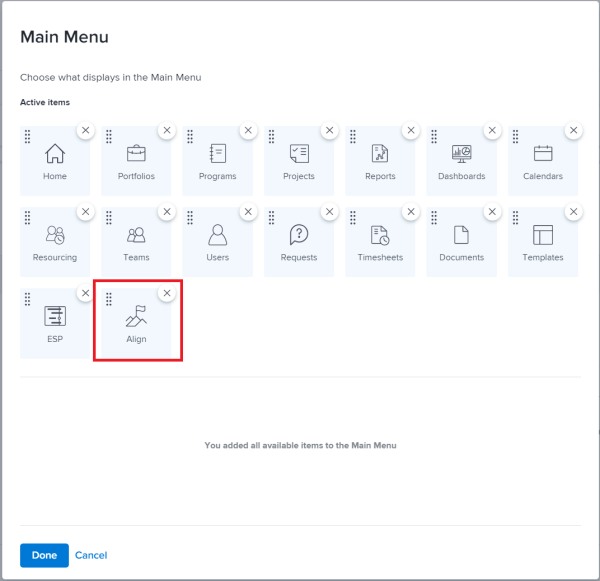 Main Menu
Choose what displays in the Main Menu
Active items
Home Portfolios Programs Projects Reports Dashboards Calendars
Resourcing Teams Users Requests Timesheets Documents Templates
ESP Align
You added all available items to the Main Menu
Done Cancel